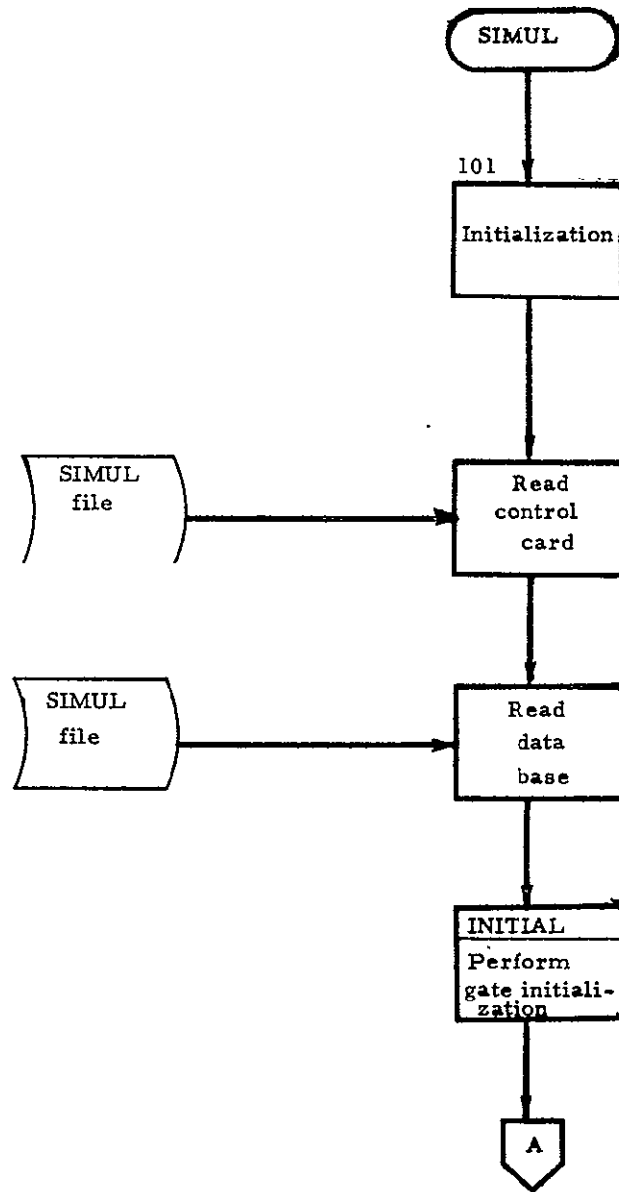 SIMUL
101
Initialization
SIMUL
file
Read
control
card
SIMUL
file
Read
data
base
INITIAL
Perform
gate initiali-
zation
A